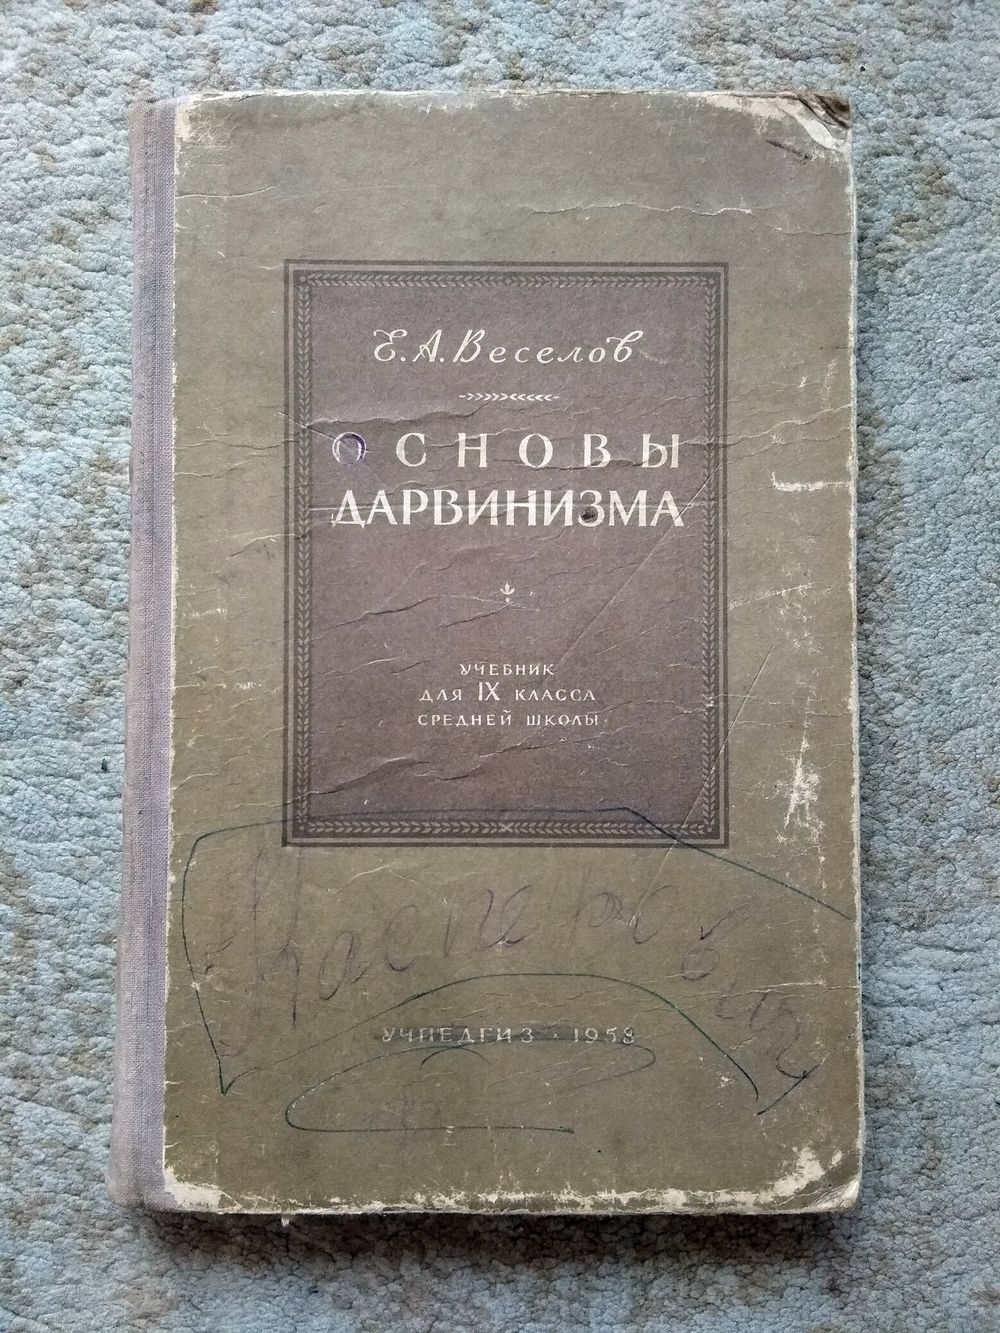 Е. А. Веселов
ОСНОВЫ
ДАРВИНИЗМА
УЧЕБНИК
ДЛЯ IX КЛАССА
СРЕДНЕЙ ШКОЛЫ
УЧПЕДГИЗ · 1958